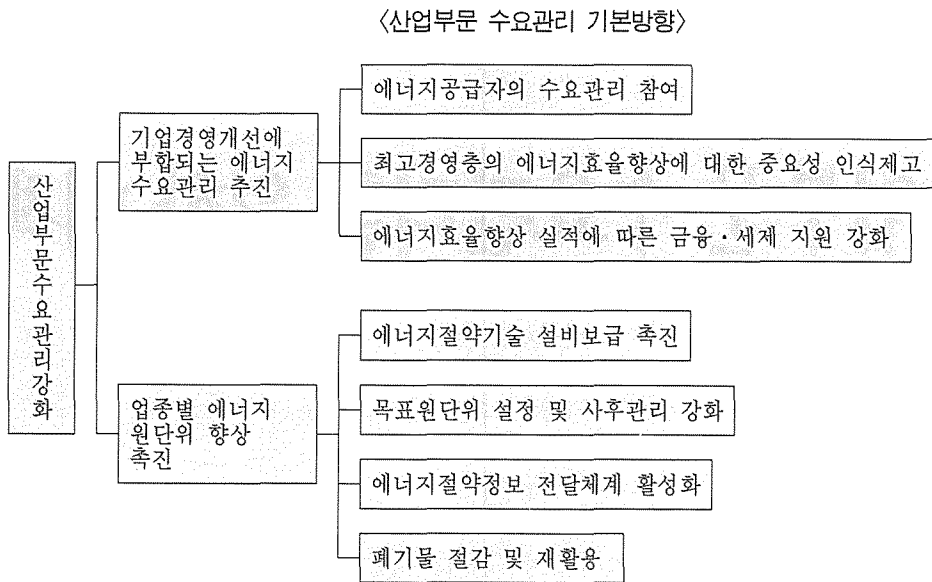 〈산업부문 수요관리 기본방향〉
산업부문수요관리강화
기업경영개선에
부합되는 에너지
수요관리 추진
에너지공급자의 수요관리 참여
최고경영층의 에너지효율향상에 대한 중요성 인식제고
에너지효율향상 실적에 따른 금융·세제 지원 강화
업종별 에너지
원단위 향상
촉진
에너지절약기술 설비보급 촉진
목표원단위 설정 및 사후관리 강화
에너지절약정보 전달체계 활성화
폐기물 절감 및 재활용